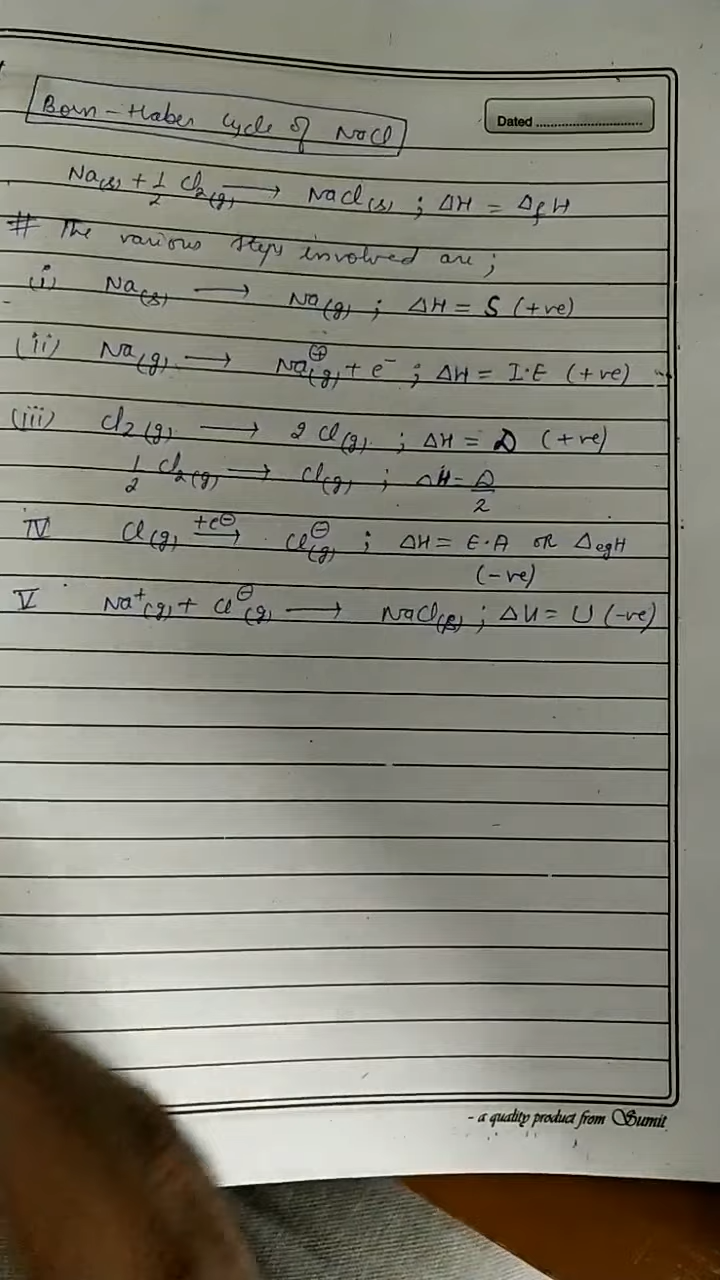 Born-Haber Cycle of NaCl
Dated
Na(s) + 1/2 Cl2(g) ⟶ NaCl(s) ; ΔH = ΔfH
# The various steps involved are ;
(i) Na(s) ⟶ Na(g) ; ΔH = S (+ve)
(ii) Na(g) ⟶ Na⊕(g) + e⁻ ; ΔH = I·E (+ve)
(iii) Cl2(g) ⟶ 2 Cl(g) ; ΔH = D (+ve)
1/2 Cl2(g) ⟶ Cl(g) ; ΔH = D/2
IV Cl(g) +e⊖⟶ Cl⊖(g) ; ΔH = E·A OR ΔegH
(-ve)
V Na⁺(g) + Cl⊖(g) ⟶ NaCl(s) ; ΔH = U (-ve)
- a quality product from Sumit